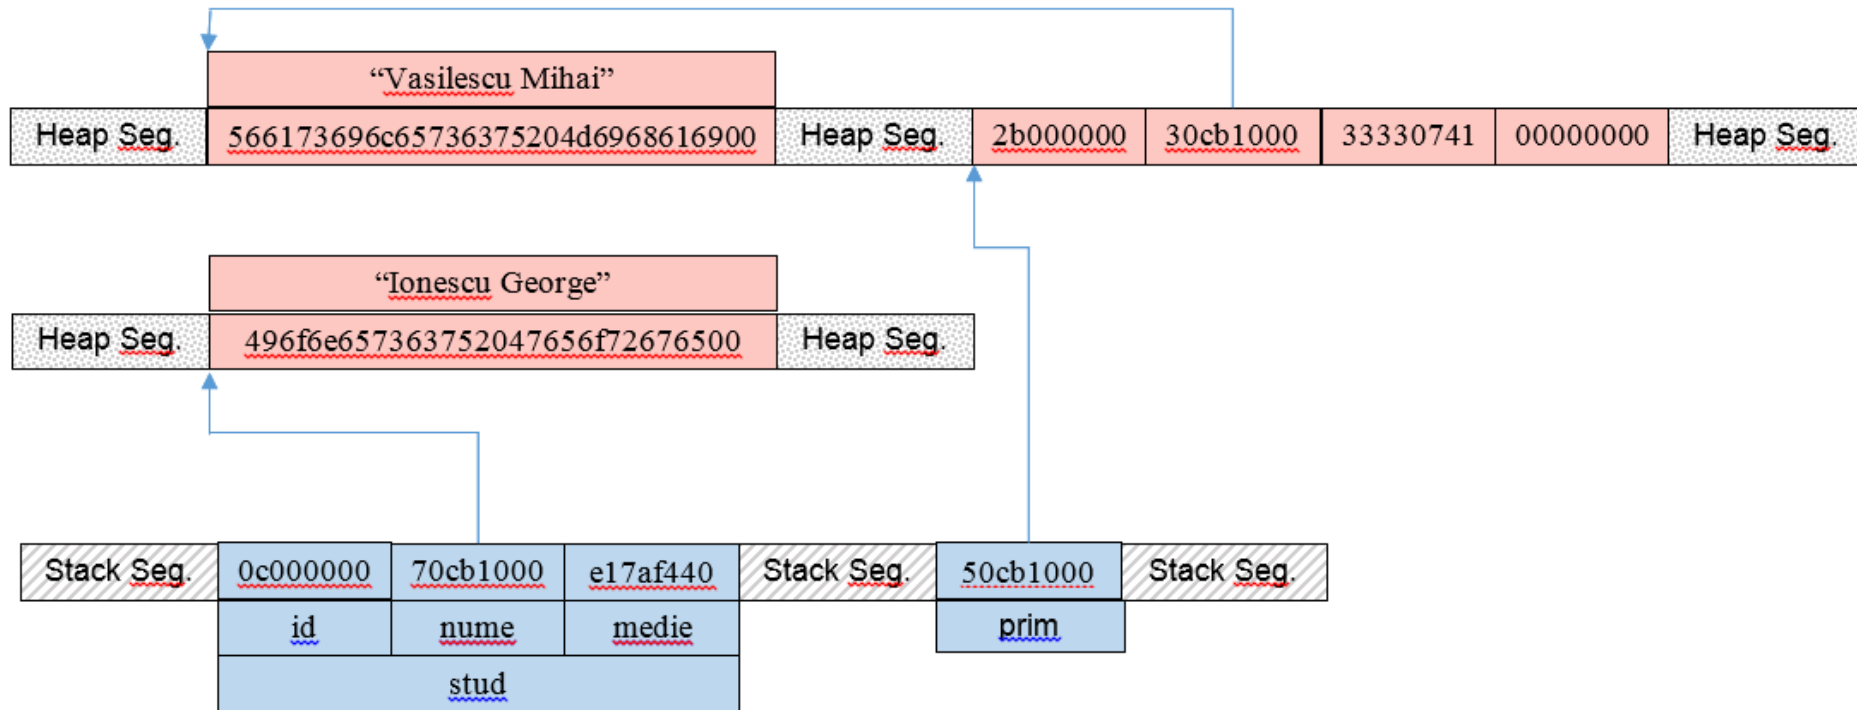 “Vasilescu Mihai”
Heap Seg. 566173696c65736375204d6968616900 Heap Seg. 2b000000 30cb1000 33330741 00000000 Heap Seg.
“Ionescu George”
Heap Seg. 496f6e657363752047656f72676500 Heap Seg.
Stack Seg. 0c000000 70cb1000 e17af440 Stack Seg. 50cb1000 Stack Seg.
id nume medie prim
stud